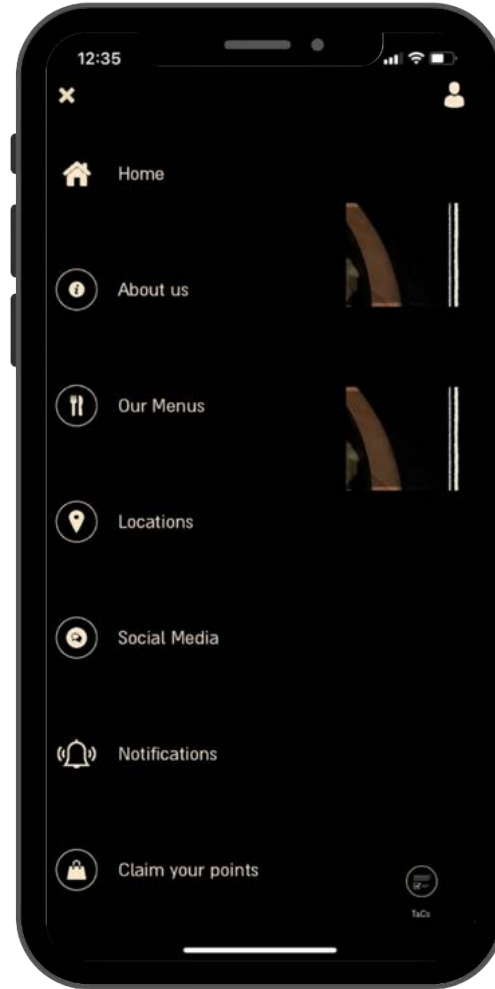 12:35
Home
About us
Our Menus
Locations
Social Media
Notifications
Claim your points
TaCs